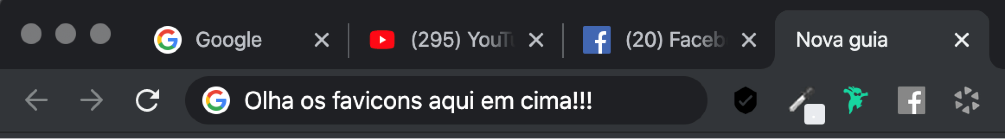 Google (295) YouTu (20) Faceb Nova guia
Olha os favicons aqui em cima!!!